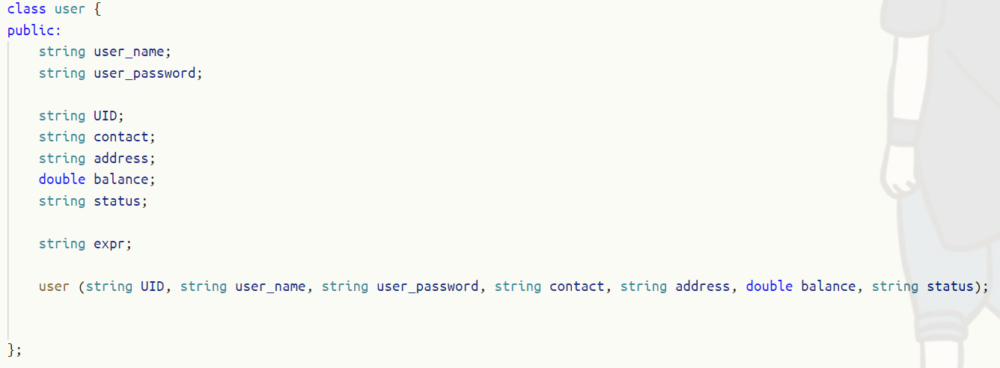 class user {
public:
    string user_name;
    string user_password;

    string UID;
    string contact;
    string address;
    double balance;
    string status;

    string expr;

    user (string UID, string user_name, string user_password, string contact, string address, double balance, string status);

};